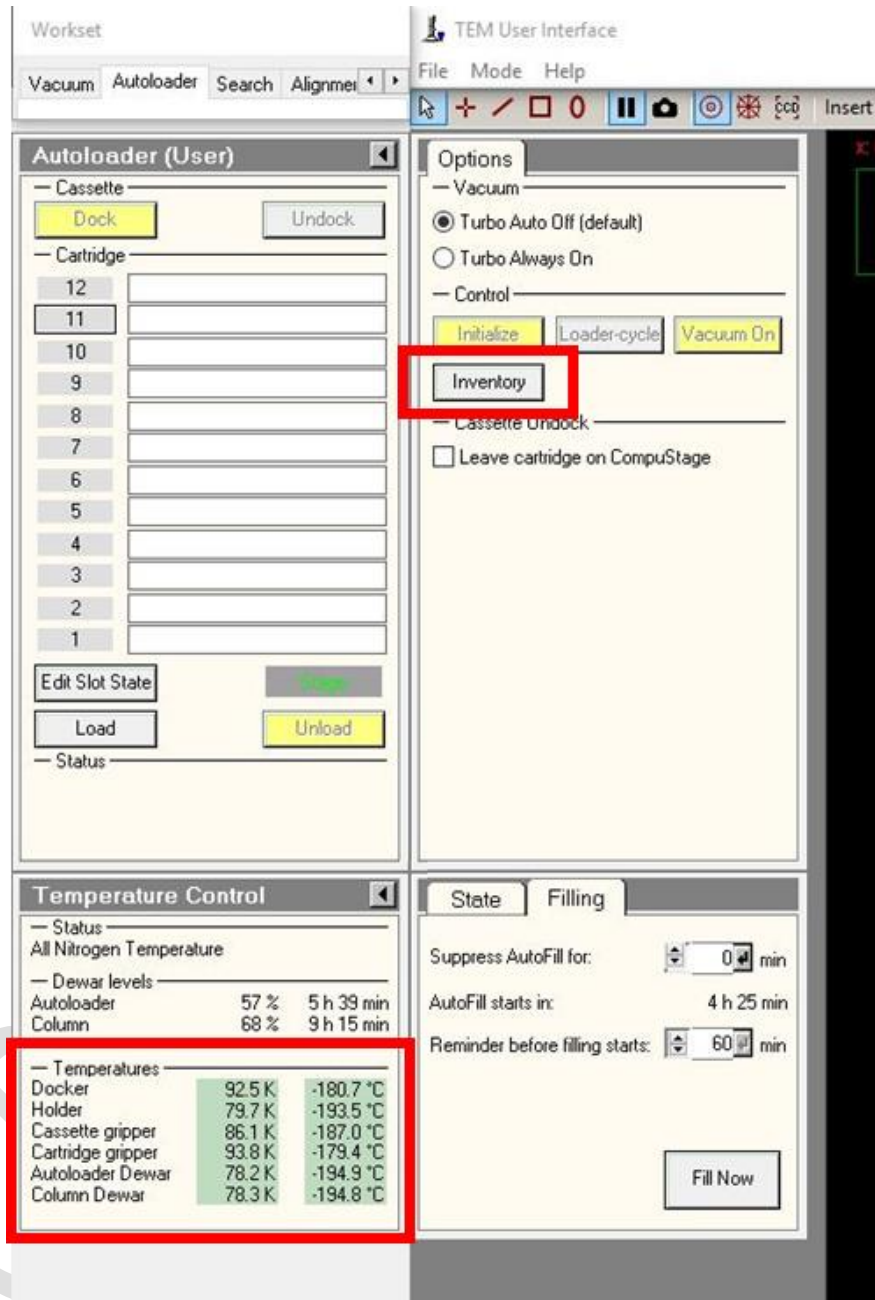 Workset
Vacuum Autoloader Search Alignmer
Autoloader (User)
Cassette
Dock Undock
Cartridge
12
11
10
9
8
7
6
5
4
3
2
1
Edit Slot State Stage
Load Unload
Status
Temperature Control
Status
All Nitrogen Temperature
Dewar levels
Autoloader 57 % 5 h 39 min
Column 68 % 9 h 15 min
Temperatures
Docker 92.5 K -180.7 °C
Holder 79.7 K -193.5 °C
Cassette gripper 86.1 K -187.0 °C
Cartridge gripper 93.8 K -179.4 °C
Autoloader Dewar 78.2 K -194.9 °C
Column Dewar 78.3 K -194.8 °C
TEM User Interface
File Mode Help
CCD Insert
Options
Vacuum
Turbo Auto Off (default)
Turbo Always On
Control
Initialize Loader-cycle Vacuum On
Inventory
Cassette Undock
Leave cartridge on CompuStage
State Filling
Suppress AutoFill for: 0 min
AutoFill starts in: 4 h 25 min
Reminder before filling starts: 60 min
Fill Now